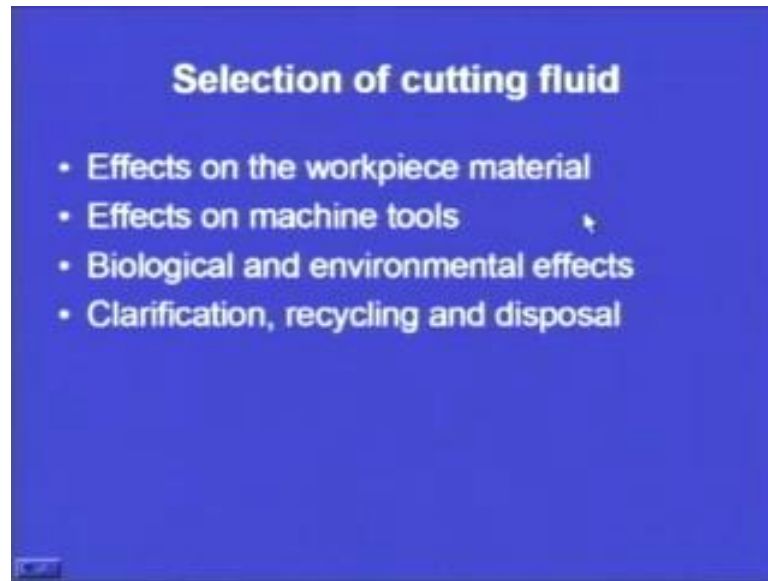 Selection of cutting fluid
• Effects on the workpiece material
• Effects on machine tools
• Biological and environmental effects
• Clarification, recycling and disposal